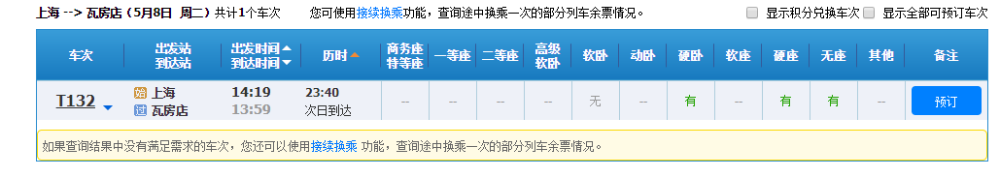 上海 --> 瓦房店（5月8日 周二）共计1个车次 您可使用接续换乘功能，查询途中换乘一次的部分列车余票情况。 显示积分兑换车次 显示全部可预订车次
车次 出发站 出发时间 历时 商务座 一等座 二等座 高级 软卧 动卧 硬卧 软座 硬座 无座 其他 备注
到达站 到达时间 特等座 软卧
T132 始 上海 14:19 23:40 -- -- -- -- 无 -- 有 -- 有 有 -- 预订
过 瓦房店 13:59 次日到达
如果查询结果中没有满足需求的车次，您还可以使用接续换乘 功能，查询途中换乘一次的部分列车余票情况。